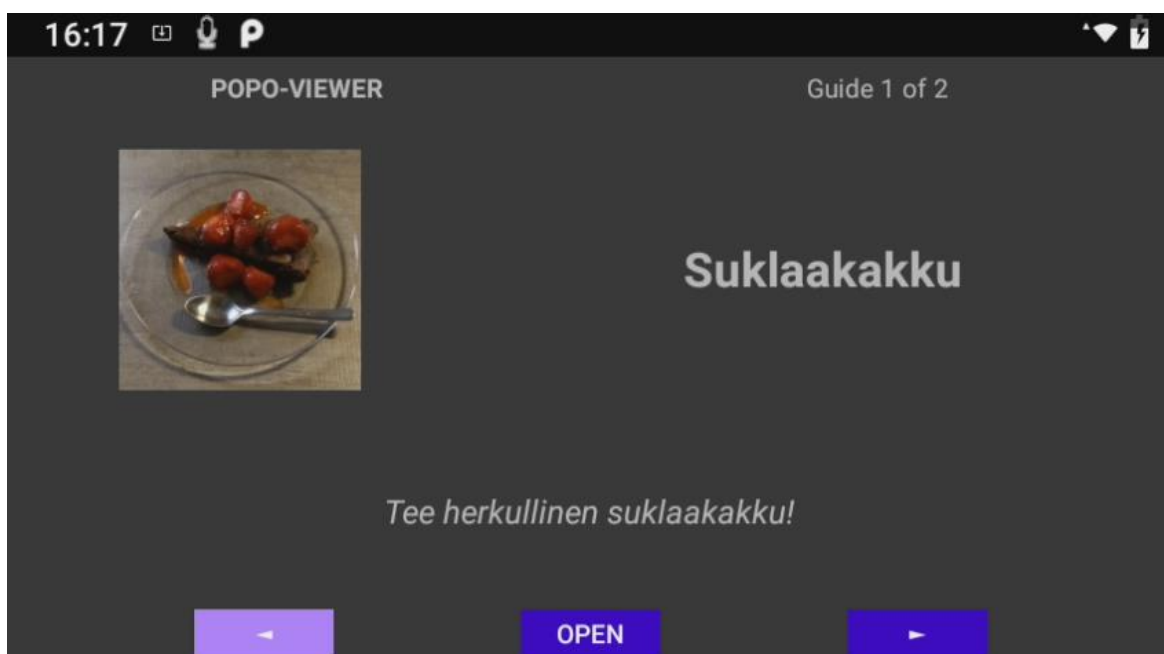 16:17
POPO-VIEWER
Guide 1 of 2
Suklaakakku
Tee herkullinen suklaakakku!
◄
OPEN
►